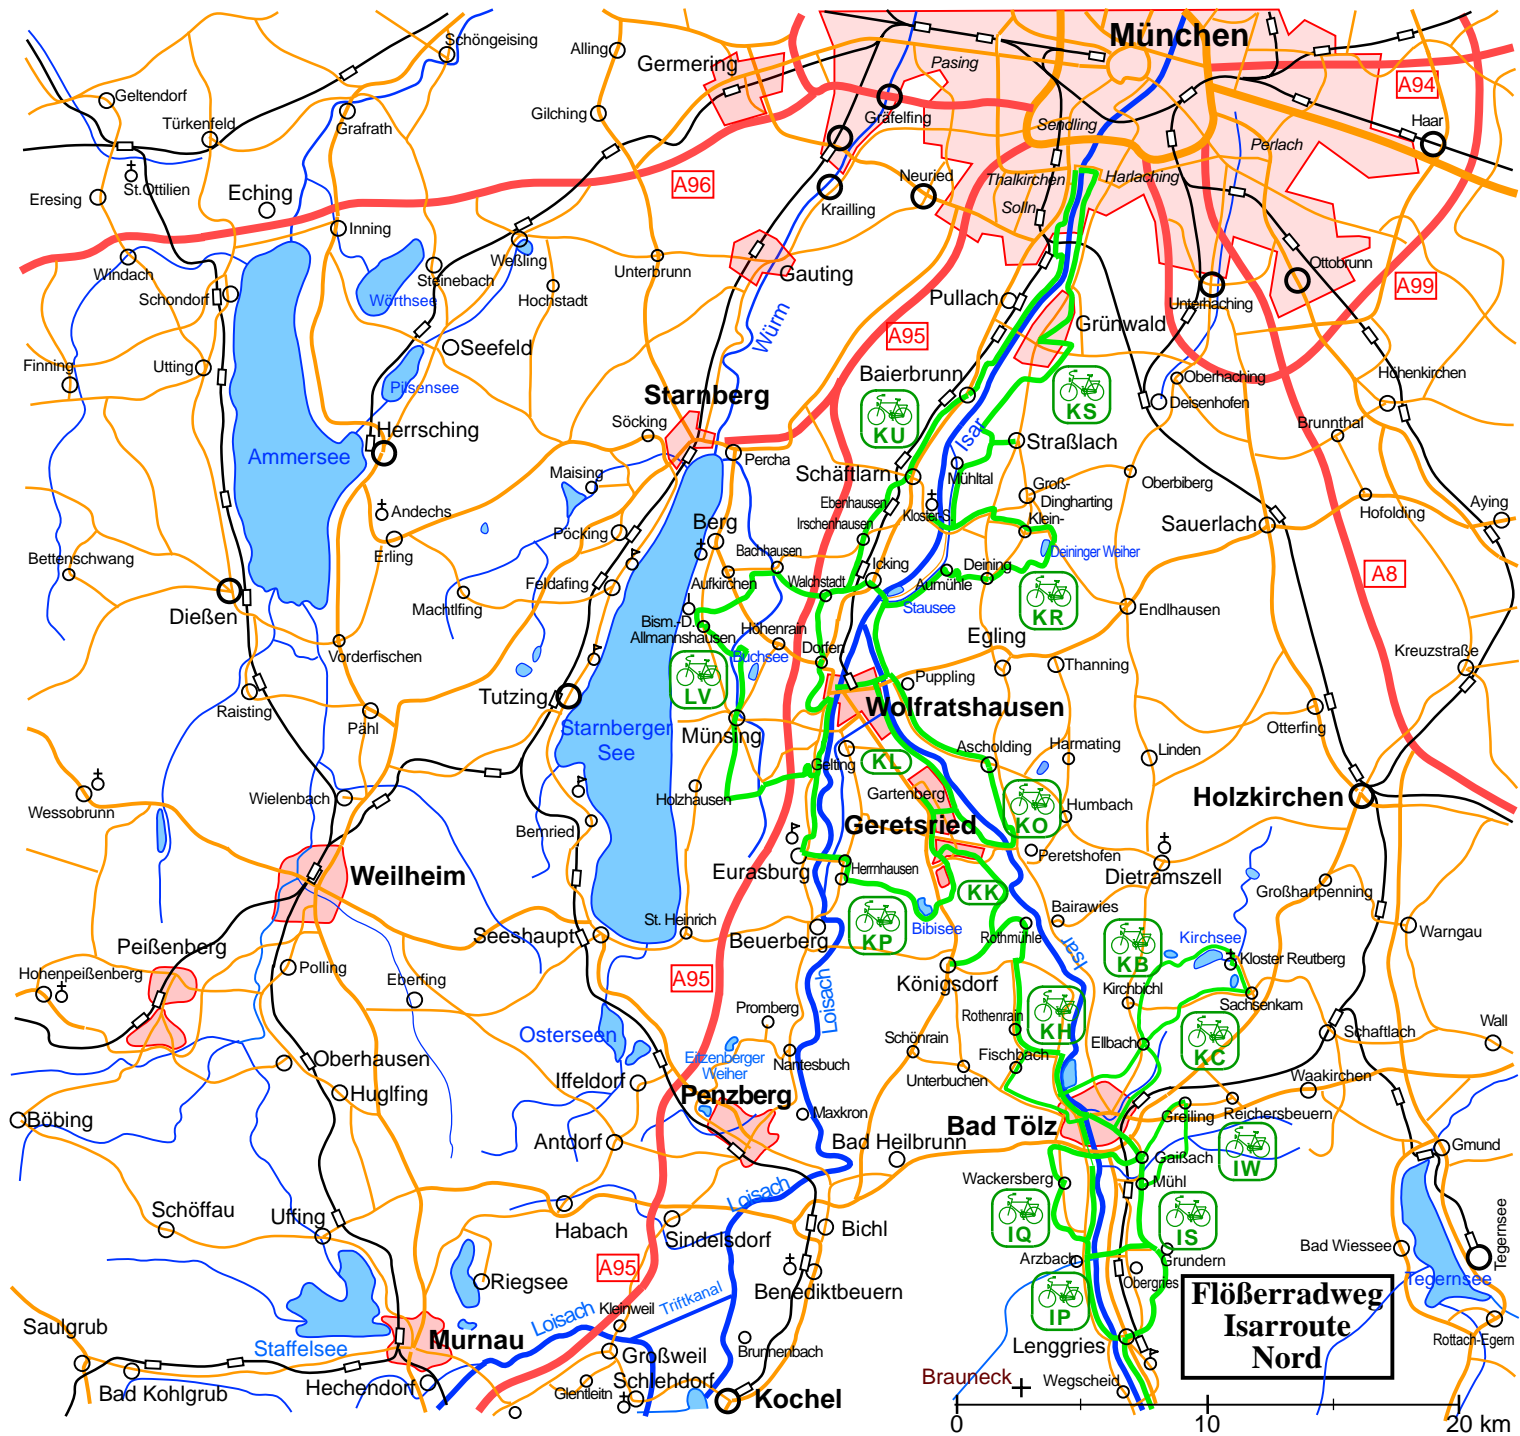 München
Schöngeising
Alling
Germering
Pasing
A94
Geltendorf
Türkenfeld
Grafrath
Gilching
Gräfelfing
Sendling
Haar
Perlach
St.Ottilien
Eresing
Eching
A96
Krailling
Neuried
Thalkirchen
Harlaching
Solln
Inning
Windach
Schondorf
Steinebach
Weßling
Unterbrunn
Hochstadt
Gauting
Wörthsee
Pullach
Unterhaching
Ottobrunn
A99
Würm
A95
Grünwald
Finning
Utting
Seefeld
Pilsensee
Baierbrunn
Oberhaching
Deisenhofen
Höhenkirchen
Starnberg
KS
KU
Söcking
Herrsching
Ammersee
Percha
Isar
Straßlach
Brunnthal
Maising
Schäftlarn
Mühltal
Oberbiberg
Groß-
Dingharting
Klein-
Andechs
Erling
Pöcking
Berg
Ebenhausen
Irschenhausen
Kloster-S.
Sauerlach
Hofolding
Aying
Bettenschwang
Bachhausen
Deininger Weiher
Icking
Deining
Aumühle
Aufkirchen
Walchstadt
Feldafing
Machtlfing
Stausee
KR
A8
Endlhausen
Dießen
Bism.-D.
Allmannshausen
Höhenrain
Buchsee
Dorfen
Egling
Thanning
Kreuzstraße
Vorderfischen
LV
Puppling
Tutzing
Raisting
Pähl
Starnberger
See
Münsing
Wolfratshausen
Otterfing
Ascholding
Harmating
Linden
Gelting
KL
Wessobrunn
Wielenbach
Holzhausen
Gartenberg
KO
Humbach
Holzkirchen
Bernried
Geretsried
Peretshofen
Dietramszell
Weilheim
Eurasburg
Herrnhausen
Großhartpenning
KK
Peißenberg
Seeshaupt
St. Heinrich
Beuerberg
KP
Bibisee
Rothmühle
Bairawies
Isar
KB
Kirchsee
Kloster Reutberg
Warngau
Hohenpeißenberg
Polling
Eberfing
A95
Loisach
Königsdorf
Kirchbichl
Sachsenkam
Promberg
Rothenrain
KH
Osterseen
Schönrain
Fischbach
Ellbach
KC
Schaftlach
Wall
Oberhausen
Eitzenberger
Weiher
Nantesbuch
Iffeldorf
Unterbuchen
Huglfing
Penzberg
Waakirchen
Böbing
Maxkron
Bad Tölz
Greiling
Reichersbeuern
Antdorf
Bad Heilbrunn
Gaißach
IW
Gmund
Wackersberg
Mühl
Loisach
Schöffau
Uffing
Habach
Sindelsdorf
Bichl
IQ
IS
Arzbach
Grundern
Bad Wiessee
Tegernsee
A95
Riegsee
Benediktbeuern
Obergries
Tegernsee
Triftkanal
Kleinweil
IP
Flößerradweg
Isarroute
Nord
Saulgrub
Staffelsee
Murnau
Loisach
Lenggries
Rottach-Egern
Brunnenbach
Großweil
Bad Kohlgrub
Hechendorf
Glentleitn
Schlehdorf
Kochel
Brauneck
Wegscheid
0 10 20 km